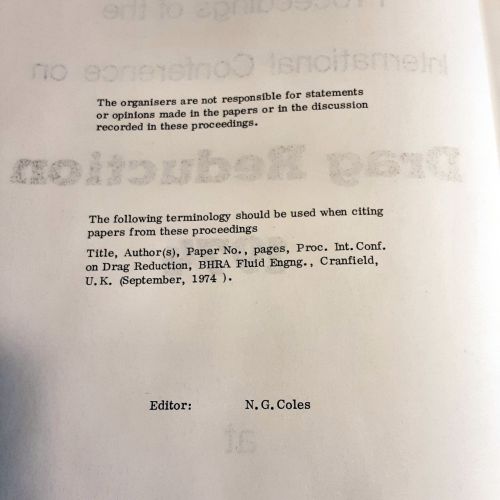 Proceedings of the
International Conference on
The organisers are not responsible for statements
or opinions made in the papers or in the discussion
recorded in these proceedings.
Drag Reduction
The following terminology should be used when citing
papers from these proceedings
Title, Author(s), Paper No., pages, Proc. Int. Conf.
on Drag Reduction, BHRA Fluid Engng., Cranfield,
U.K. (September, 1974 ).
Editor: N.G. Coles
at